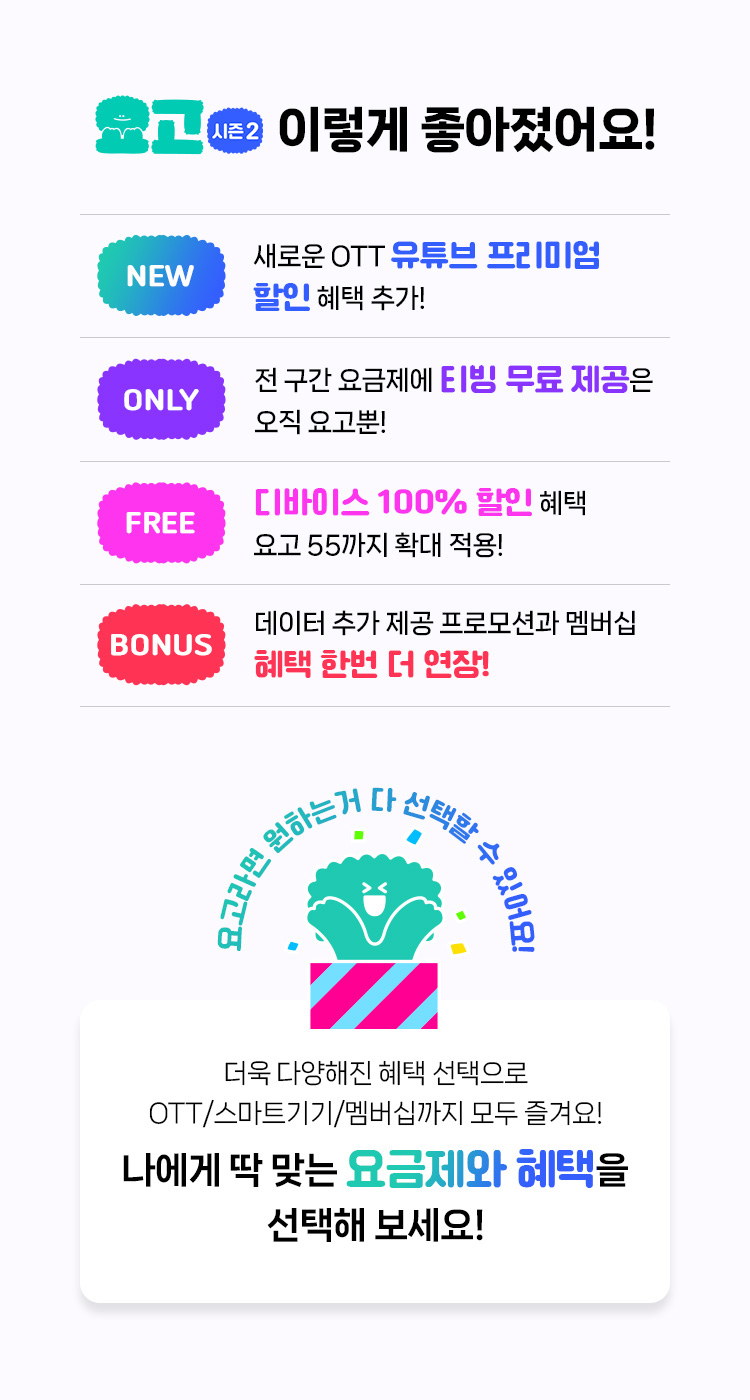 요고 시즌2 이렇게 좋아졌어요!
NEW
새로운 OTT 유튜브 프리미엄
할인 혜택 추가!
ONLY
전 구간 요금제에 티빙 무료 제공은
오직 요고뿐!
FREE
디바이스 100% 할인 혜택
요고 55까지 확대 적용!
BONUS
데이터 추가 제공 프로모션과 멤버십
혜택 한번 더 연장!
요고라면 원하는거 다 선택할 수 있어요!
더욱 다양해진 혜택 선택으로
OTT/스마트기기/멤버십까지 모두 즐겨요!
나에게 딱 맞는 요금제와 혜택을
선택해 보세요!